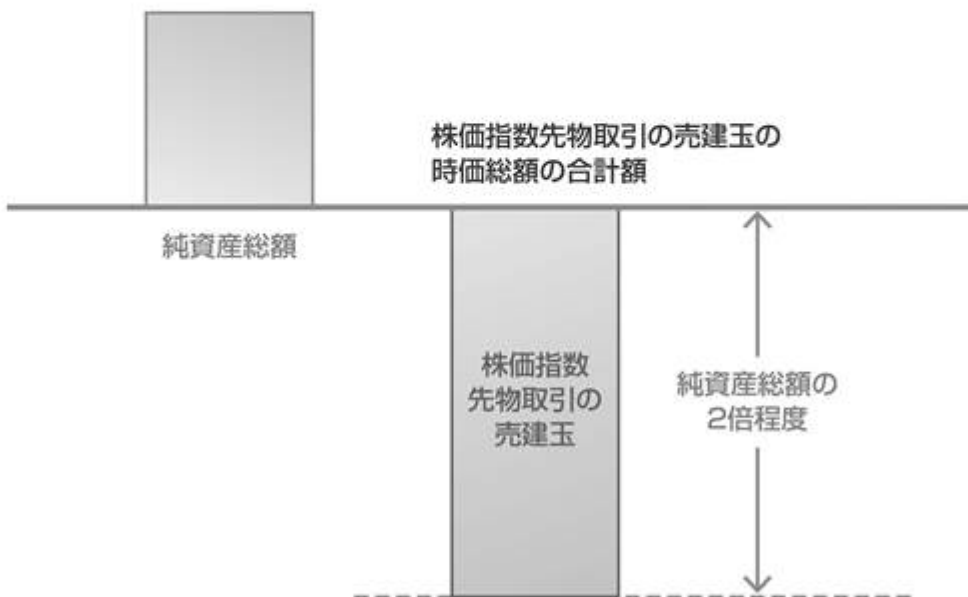 株価指数先物取引の売建玉の
時価総額の合計額
純資産総額
株価指数
先物取引の
売建玉
純資産総額の
2倍程度